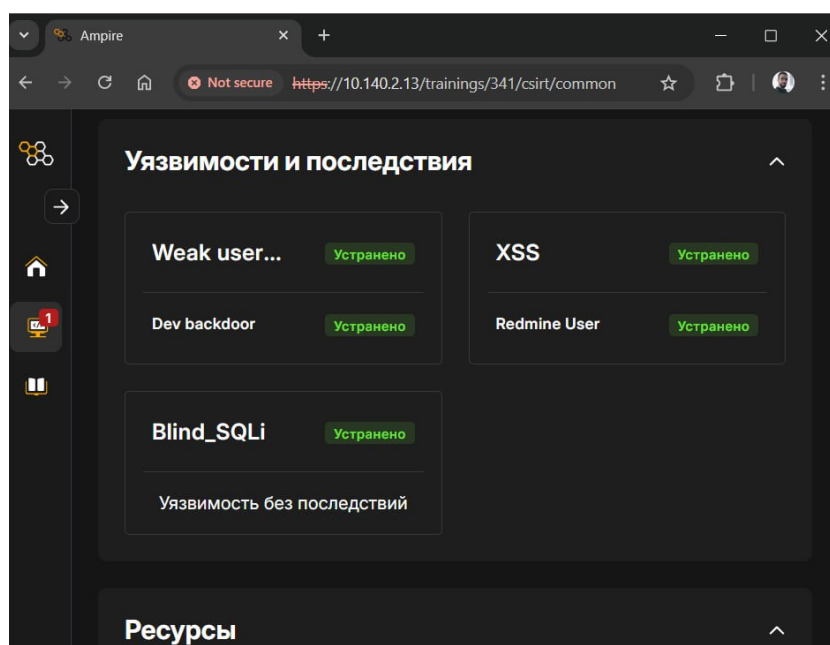 Ampire
Not secure https://10.140.2.13/trainings/341/csirt/common
Уязвимости и последствия
Weak user... Устранено
Dev backdoor Устранено
XSS Устранено
Redmine User Устранено
1
Blind_SQLi Устранено
Уязвимость без последствий
Ресурсы